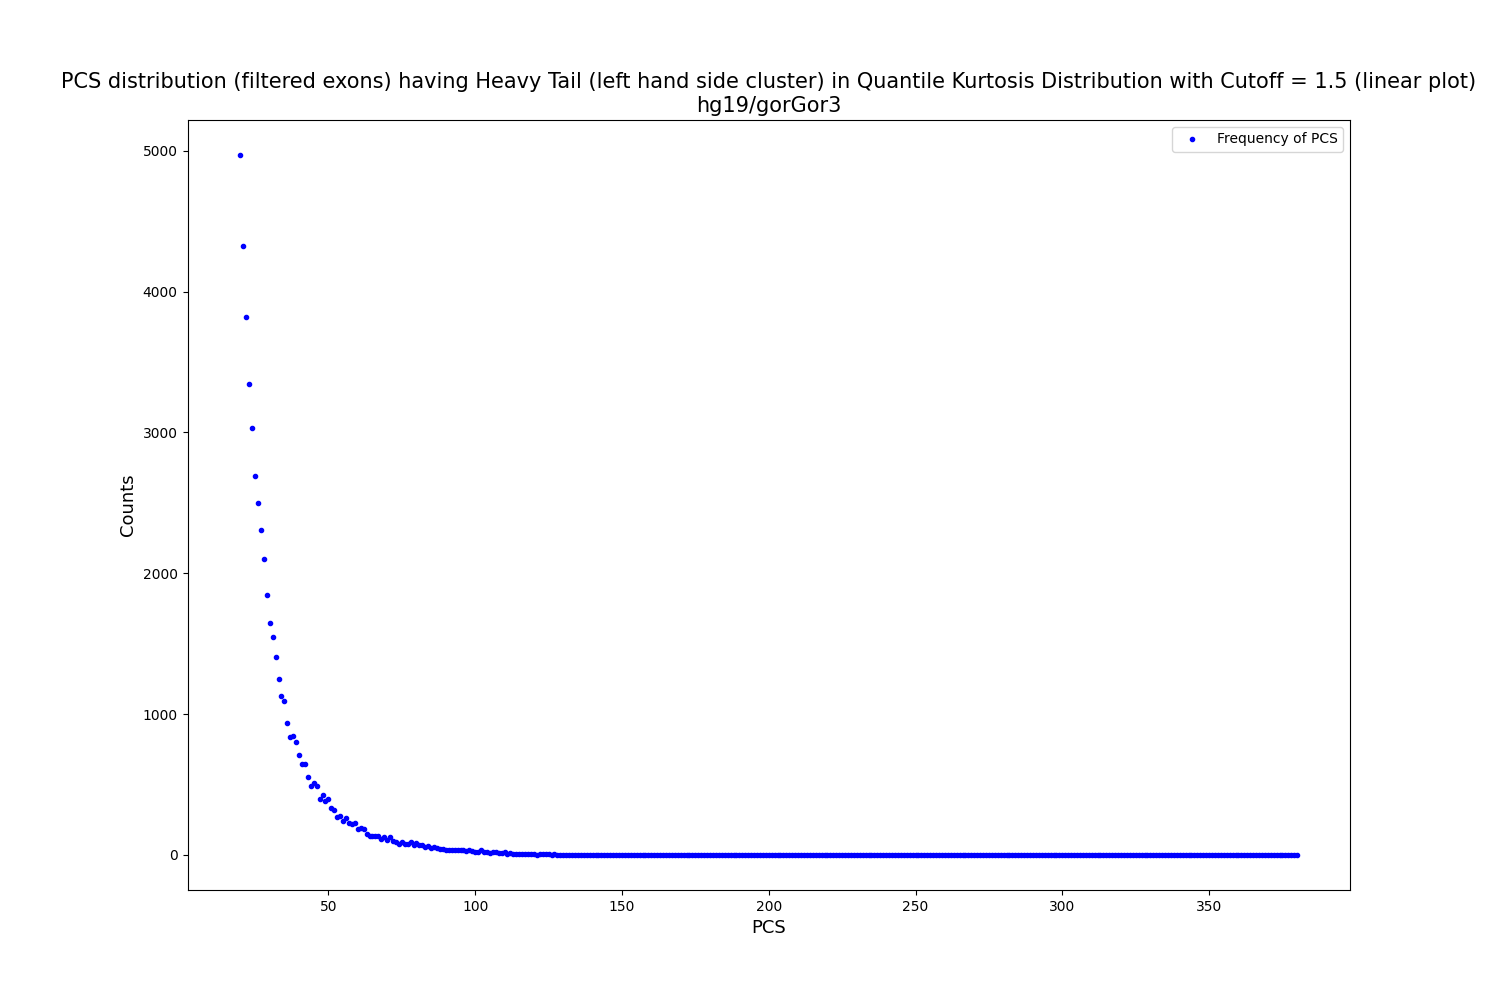 PCS distribution (filtered exons) having Heavy Tail (left hand side cluster) in Quantile Kurtosis Distribution with Cutoff = 1.5 (linear plot)
hg19/gorGor3
Frequency of PCS
5000
4000
3000
2000
1000
0
Counts
50 100 150 200 250 300 350
PCS